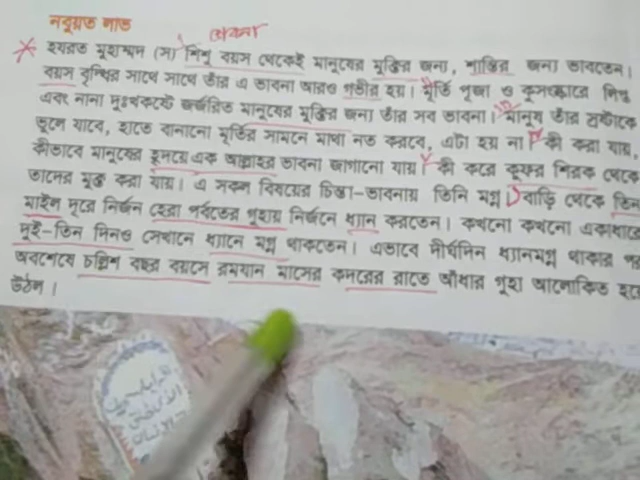 নবুয়ত লাভ
হযরত মুহাম্মদ (স) শিশু বয়স থেকেই মানুষের মুক্তির জন্য, শান্তির জন্য ভাবতেন।
বয়স বৃদ্ধির সাথে সাথে তাঁর এ ভাবনা আরও গভীর হয়। মূর্তি পূজা ও কুসংস্কারে লিপ্ত
এবং নানা দুঃখকষ্টে জর্জরিত মানুষের মুক্তির জন্য তাঁর সব ভাবনা। মানুষ তাঁর স্রষ্টাকে
ভুলে যাবে, হাতে বানানো মূর্তির সামনে মাথা নত করবে, এটা হয় না। কী করা যায়,
কীভাবে মানুষের হৃদয়ে এক আল্লাহর ভাবনা জাগানো যায়। কী করে কুফর শিরক থেকে
তাদের মুক্ত করা যায়। এ সকল বিষয়ের চিন্তা-ভাবনায় তিনি মগ্ন। বাড়ি থেকে তিন
মাইল দূরে নির্জন হেরা পর্বতের গুহায় নির্জনে ধ্যান করতেন। কখনো কখনো একাধারে
দুই-তিন দিনও সেখানে ধ্যানে মগ্ন থাকতেন। এভাবে দীর্ঘদিন ধ্যানমগ্ন থাকার পর
অবশেষে চল্লিশ বছর বয়সে রমযান মাসের কদরের রাতে আঁধার গুহা আলোকিত হয়ে
উঠল।